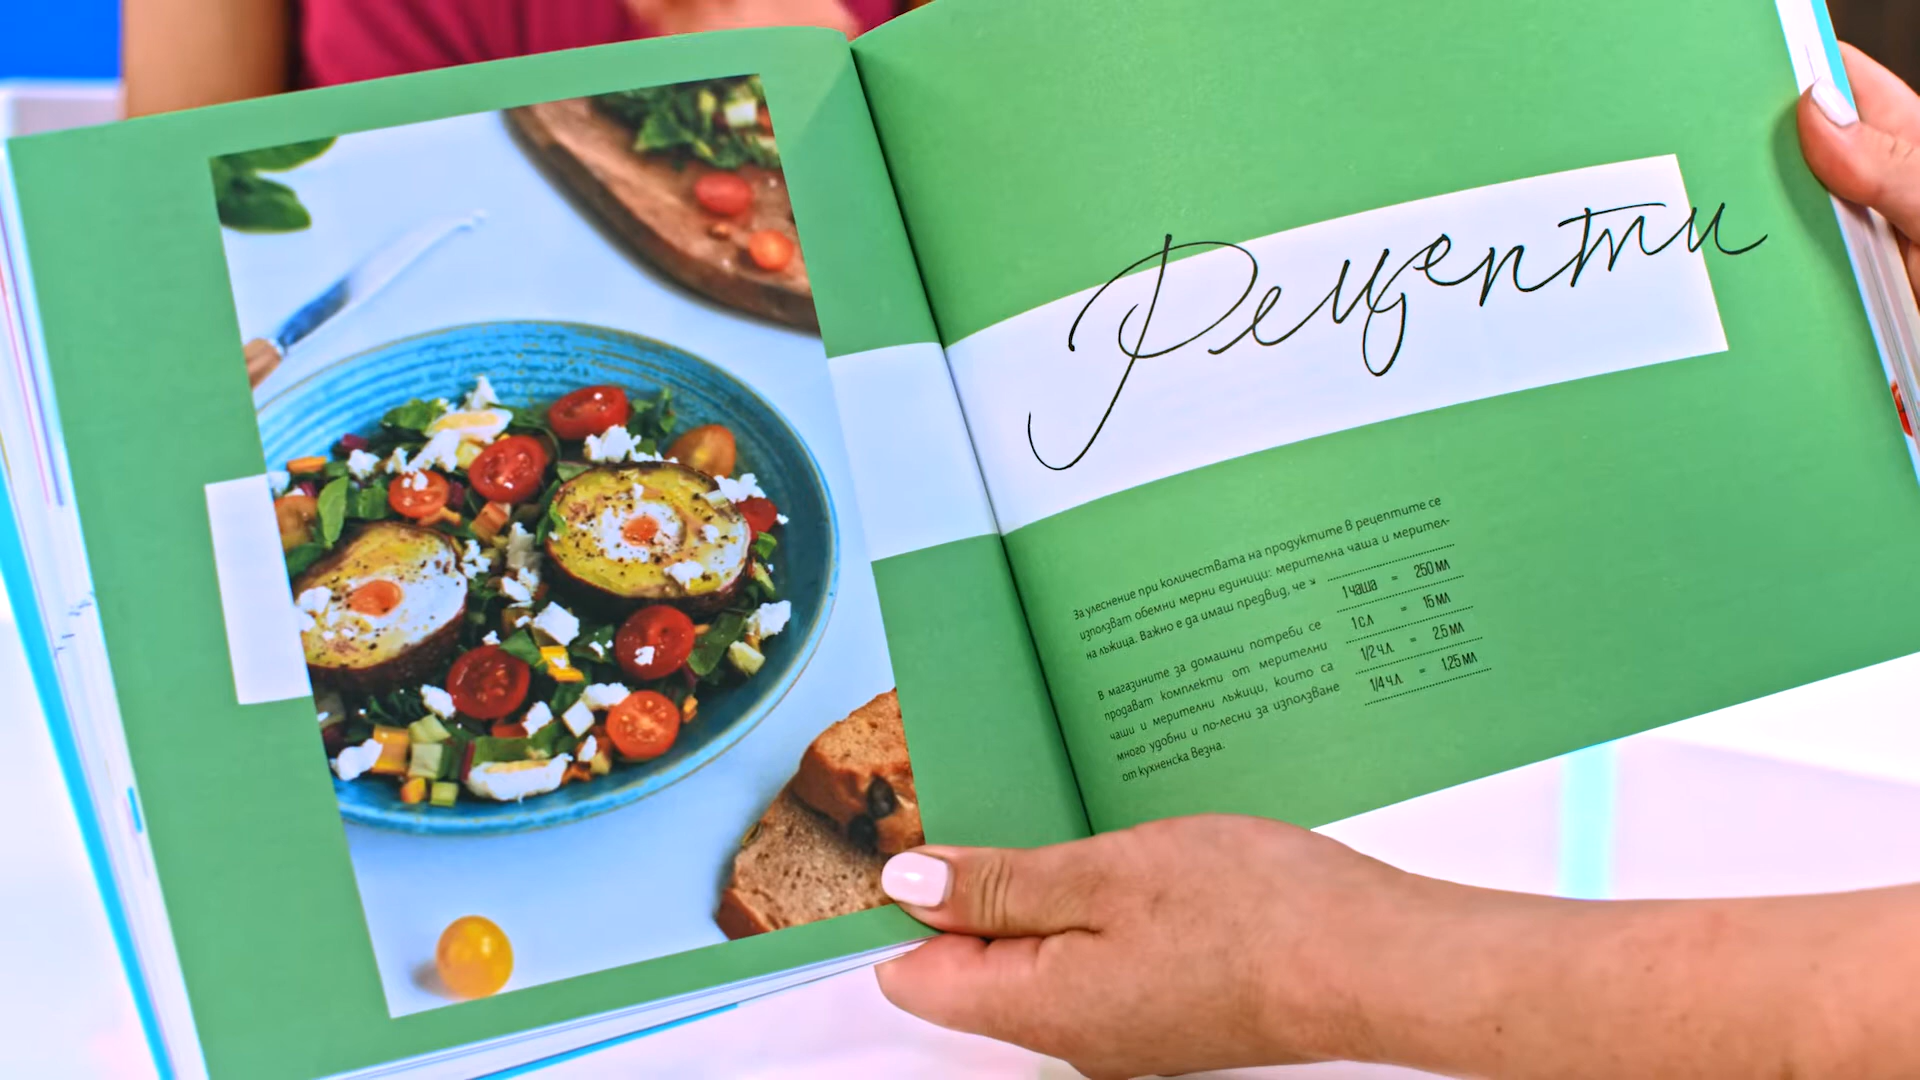 Рецепти
За улеснение при количествата на продуктите в рецептите се
използват обемни мерни единици: мерителна чаша и мерител-
на лъжица. Важно е да имаш предвид, че
1 чаша = 250 мл
1 с.л = 15 мл
1/2 ч.л. = 2.5 мл
1/4 ч.л. = 1,25 мл
В магазините за домашни потреби се
продават комплекти от мерителни
чаши и мерителни лъжици, които са
много удобни и по-лесни за използване
от кухненска везна.